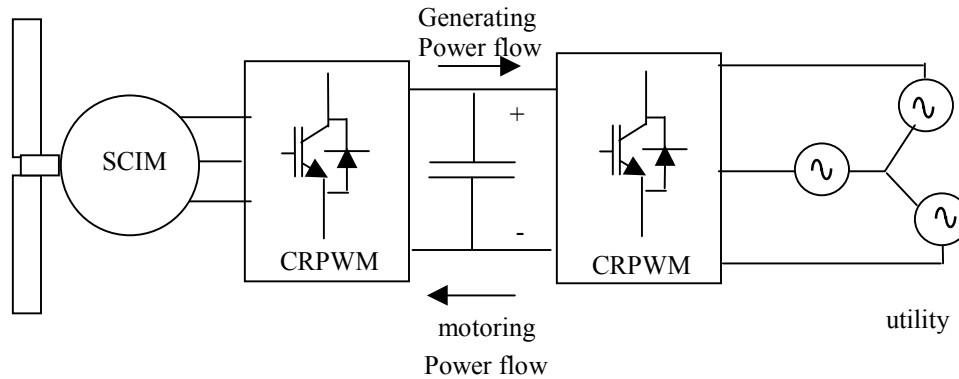 Generating
Power flow
SCIM
+
-
CRPWM
CRPWM
motoring
Power flow
utility